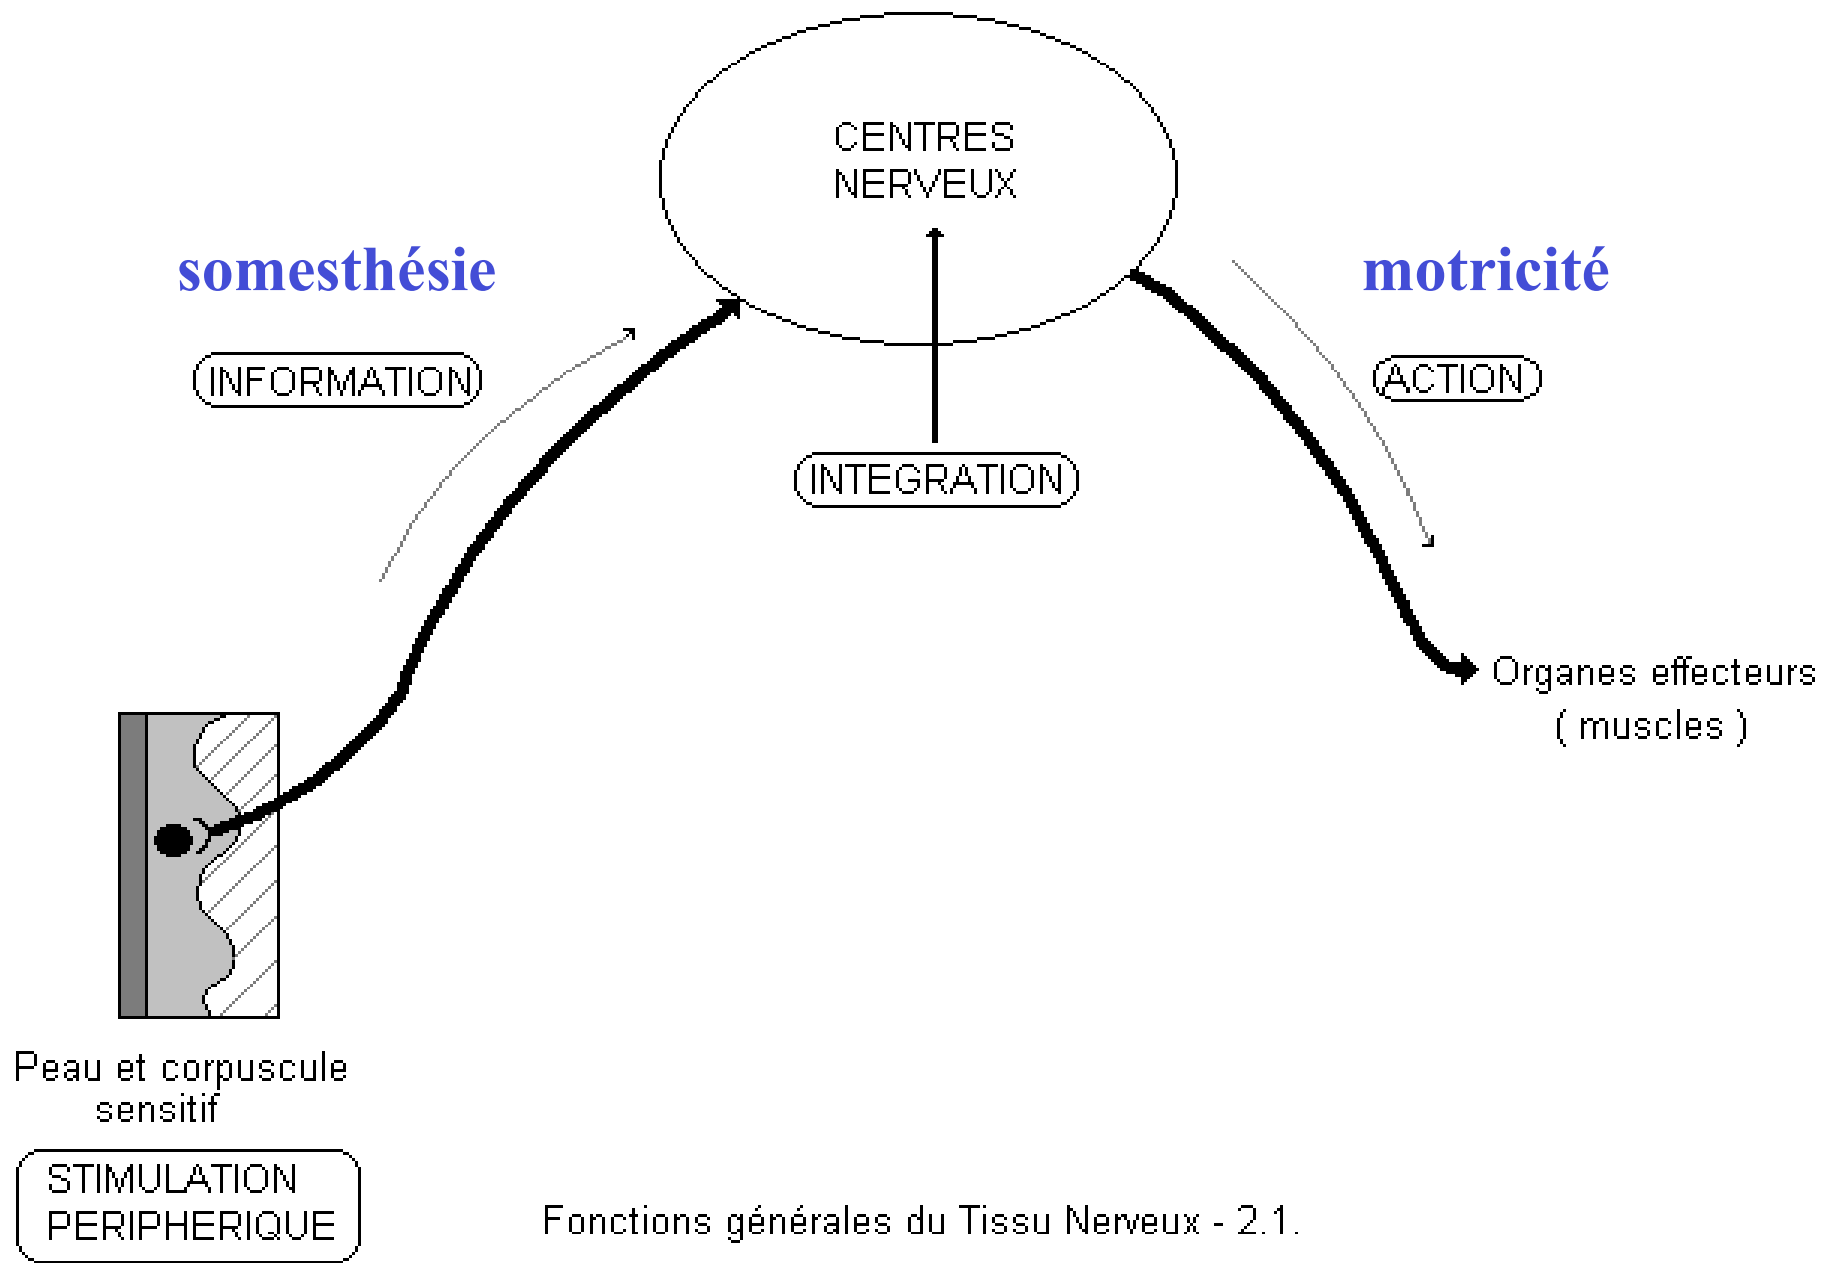 CENTRES
NERVEUX
somesthésie
motricité
INFORMATION
ACTION
INTEGRATION
Organes effecteurs
( muscles )
Peau et corpuscule
sensitif
STIMULATION
PERIPHERIQUE
Fonctions générales du Tissu Nerveux - 2.1.